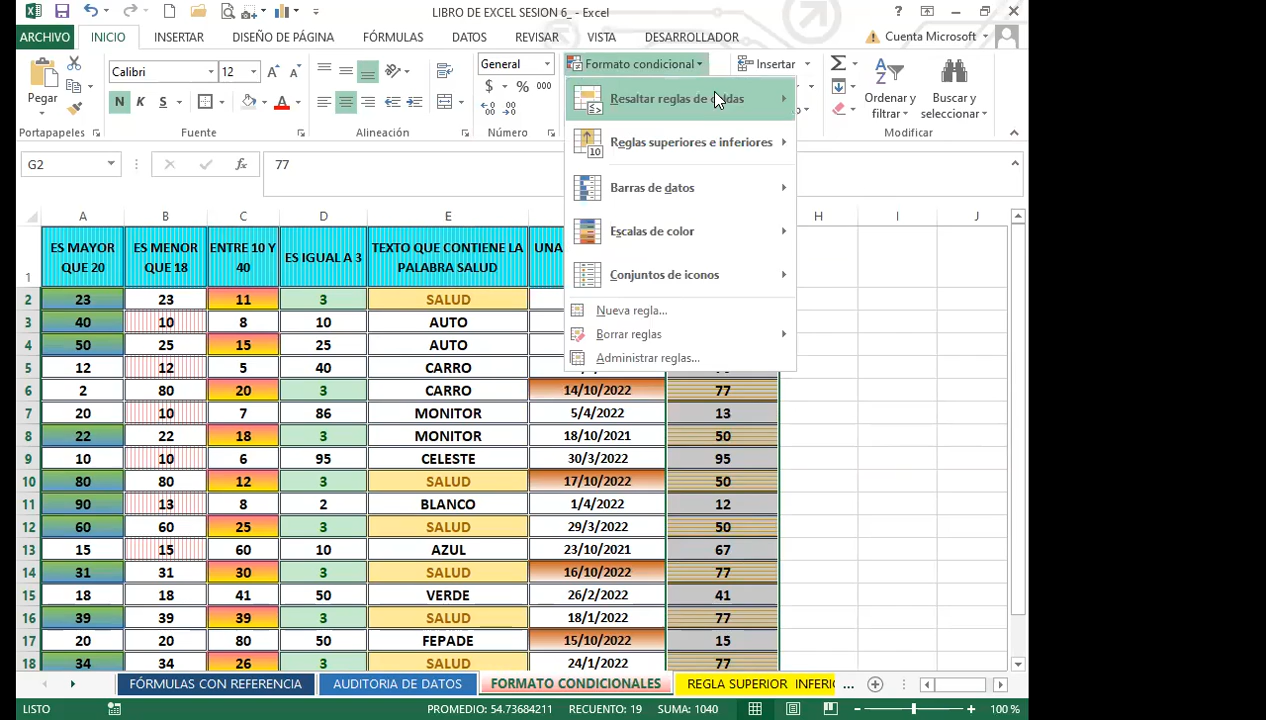 LIBRO DE EXCEL SESION 6_ - Excel
ARCHIVO INICIO INSERTAR DISEÑO DE PÁGINA FÓRMULAS DATOS REVISAR VISTA DESARROLLADOR Cuenta Microsoft
Pegar
Portapapeles
Calibri 12
N K S
Fuente
Alineación
General
$ % 000
Número
Formato condicional
Insertar
Ordenar y filtrar
Buscar y seleccionar
Modificar
Resaltar reglas de celdas
Reglas superiores e inferiores
Barras de datos
Escalas de color
Conjuntos de iconos
Nueva regla...
Borrar reglas
Administrar reglas...
G2 fx 77
A B C D E H I J
1 ES MAYOR QUE 20 ES MENOR QUE 18 ENTRE 10 Y 40 ES IGUAL A 3 TEXTO QUE CONTIENE LA PALABRA SALUD UNA
2 23 23 11 3 SALUD
3 40 10 8 10 AUTO
4 50 25 15 25 AUTO
5 12 12 5 40 CARRO
6 2 80 20 3 CARRO 14/10/2022 77
7 20 10 7 86 MONITOR 5/4/2022 13
8 22 22 18 3 MONITOR 18/10/2021 50
9 10 10 6 95 CELESTE 30/3/2022 95
10 80 80 12 3 SALUD 17/10/2022 50
11 90 13 8 2 BLANCO 1/4/2022 12
12 60 60 25 3 SALUD 29/3/2022 50
13 15 15 60 10 AZUL 23/10/2021 67
14 31 31 30 3 SALUD 16/10/2022 77
15 18 18 41 50 VERDE 26/2/2022 41
16 39 39 39 3 SALUD 18/1/2022 77
17 20 20 80 50 FEPADE 15/10/2022 15
18 34 34 26 3 SALUD 24/1/2022 77
FÓRMULAS CON REFERENCIA AUDITORIA DE DATOS FORMATO CONDICIONALES REGLA SUPERIOR INFERIO ...
LISTO PROMEDIO: 54.73684211 RECUENTO: 19 SUMA: 1040 100 %